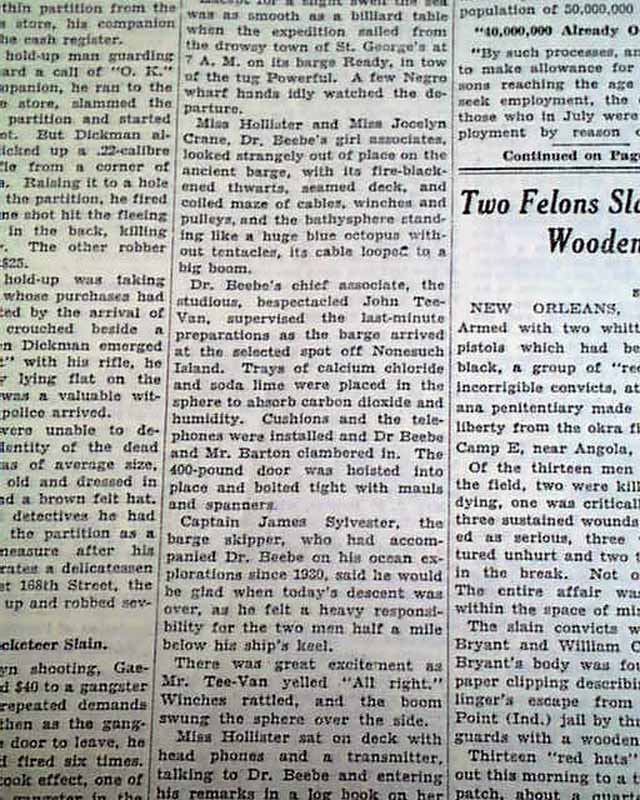 thin partition from the
s store, his companion
he cash register.
hold-up man guarding
ard a call of "O. K."
mpanion, he ran to the
e store, slammed the
partition and started
ot. But Dickman al-
icked up a .22-calibre
fle from a corner of
a. Raising it to a hole
the partition, he fired
ne shot hit the fleeing
in the back, killing
r. The other robber
$25.
hold-up was taking
whose purchases had
ted by the arrival of
crouched beside a
n Dickman emerged
t" with his rifle, he
y lying flat on the
was a valuable wit-
police arrived.
were unable to de-
identity of the dead
as of average size,
old and dressed in
nd a brown felt hat.
detectives he had
the partition as a
measure after his
rates a delicatessen
et 168th Street, the
up and robbed sev-
cketeer Slain.
yn shooting, Gae-
d $40 to a gangster
repeated demands
then as the gang-
e door to leave, he
d fired six times.
took effect, one of
gangster in the
Except for a slight swell the sea
was as smooth as a billiard table
when the expedition sailed from
the drowsy town of St. George's at
7 A. M. on its barge Ready, in tow
of the tug Powerful. A few Negro
wharf hands idly watched the de-
parture.
Miss Hollister and Miss Jocelyn
Crane, Dr. Beebe's girl associates,
looked strangely out of place on the
ancient barge, with its fire-black-
ened thwarts, seamed deck, and
coiled maze of cables, winches and
pulleys, and the bathysphere stand-
ing like a huge blue octopus with-
out tentacles, its cable looped to a
big boom.
Dr. Beebe's chief associate, the
studious, bespectacled John Tee-
Van, supervised the last-minute
preparations as the barge arrived
at the selected spot off Nonesuch
Island. Trays of calcium chloride
and soda lime were placed in the
sphere to absorb carbon dioxide and
humidity. Cushions and the tele-
phones were installed and Dr Beebe
and Mr. Barton clambered in. The
400-pound door was hoisted into
place and bolted tight with mauls
and spanners.
Captain James Sylvester, the
barge skipper, who had accom-
panied Dr. Beebe on his ocean ex-
plorations since 1930, said he would
be glad when today's descent was
over, as he felt a heavy responsi-
bility for the two men half a mile
below his ship's keel.
There was great excitement as
Mr. Tee-Van yelled "All right."
Winches rattled, and the boom
swung the sphere over the side.
Miss Hollister sat on deck with
head phones and a transmitter,
talking to Dr. Beebe and entering
his remarks in a log book on her
population of 50,000,000
"40,000,000 Already O
"By such processes, an
to make allowance for
sons reaching the age
seek employment, the
those who in July were
ployment by reason
Continued on Page
Two Felons Sla
Wooden
NEW ORLEANS,
Armed with two whitt
pistols which had be
black, a group of "red
incorrigible convicts, at
ana penitentiary made
liberty from the okra fi
Camp E, near Angola,
Of the thirteen men
the field, two were kill
dying, one was critical
three sustained wounds
ed as serious, three
tured unhurt and two t
in the break. Not o
The entire affair was
within the space of mi
The slain convicts w
Bryant and William C
Bryant's body was fo
paper clipping describi
linger's escape from
Point (Ind.) jail by th
guards with a wooden
Thirteen "red hats"
out this morning to a t
patch, about a quart